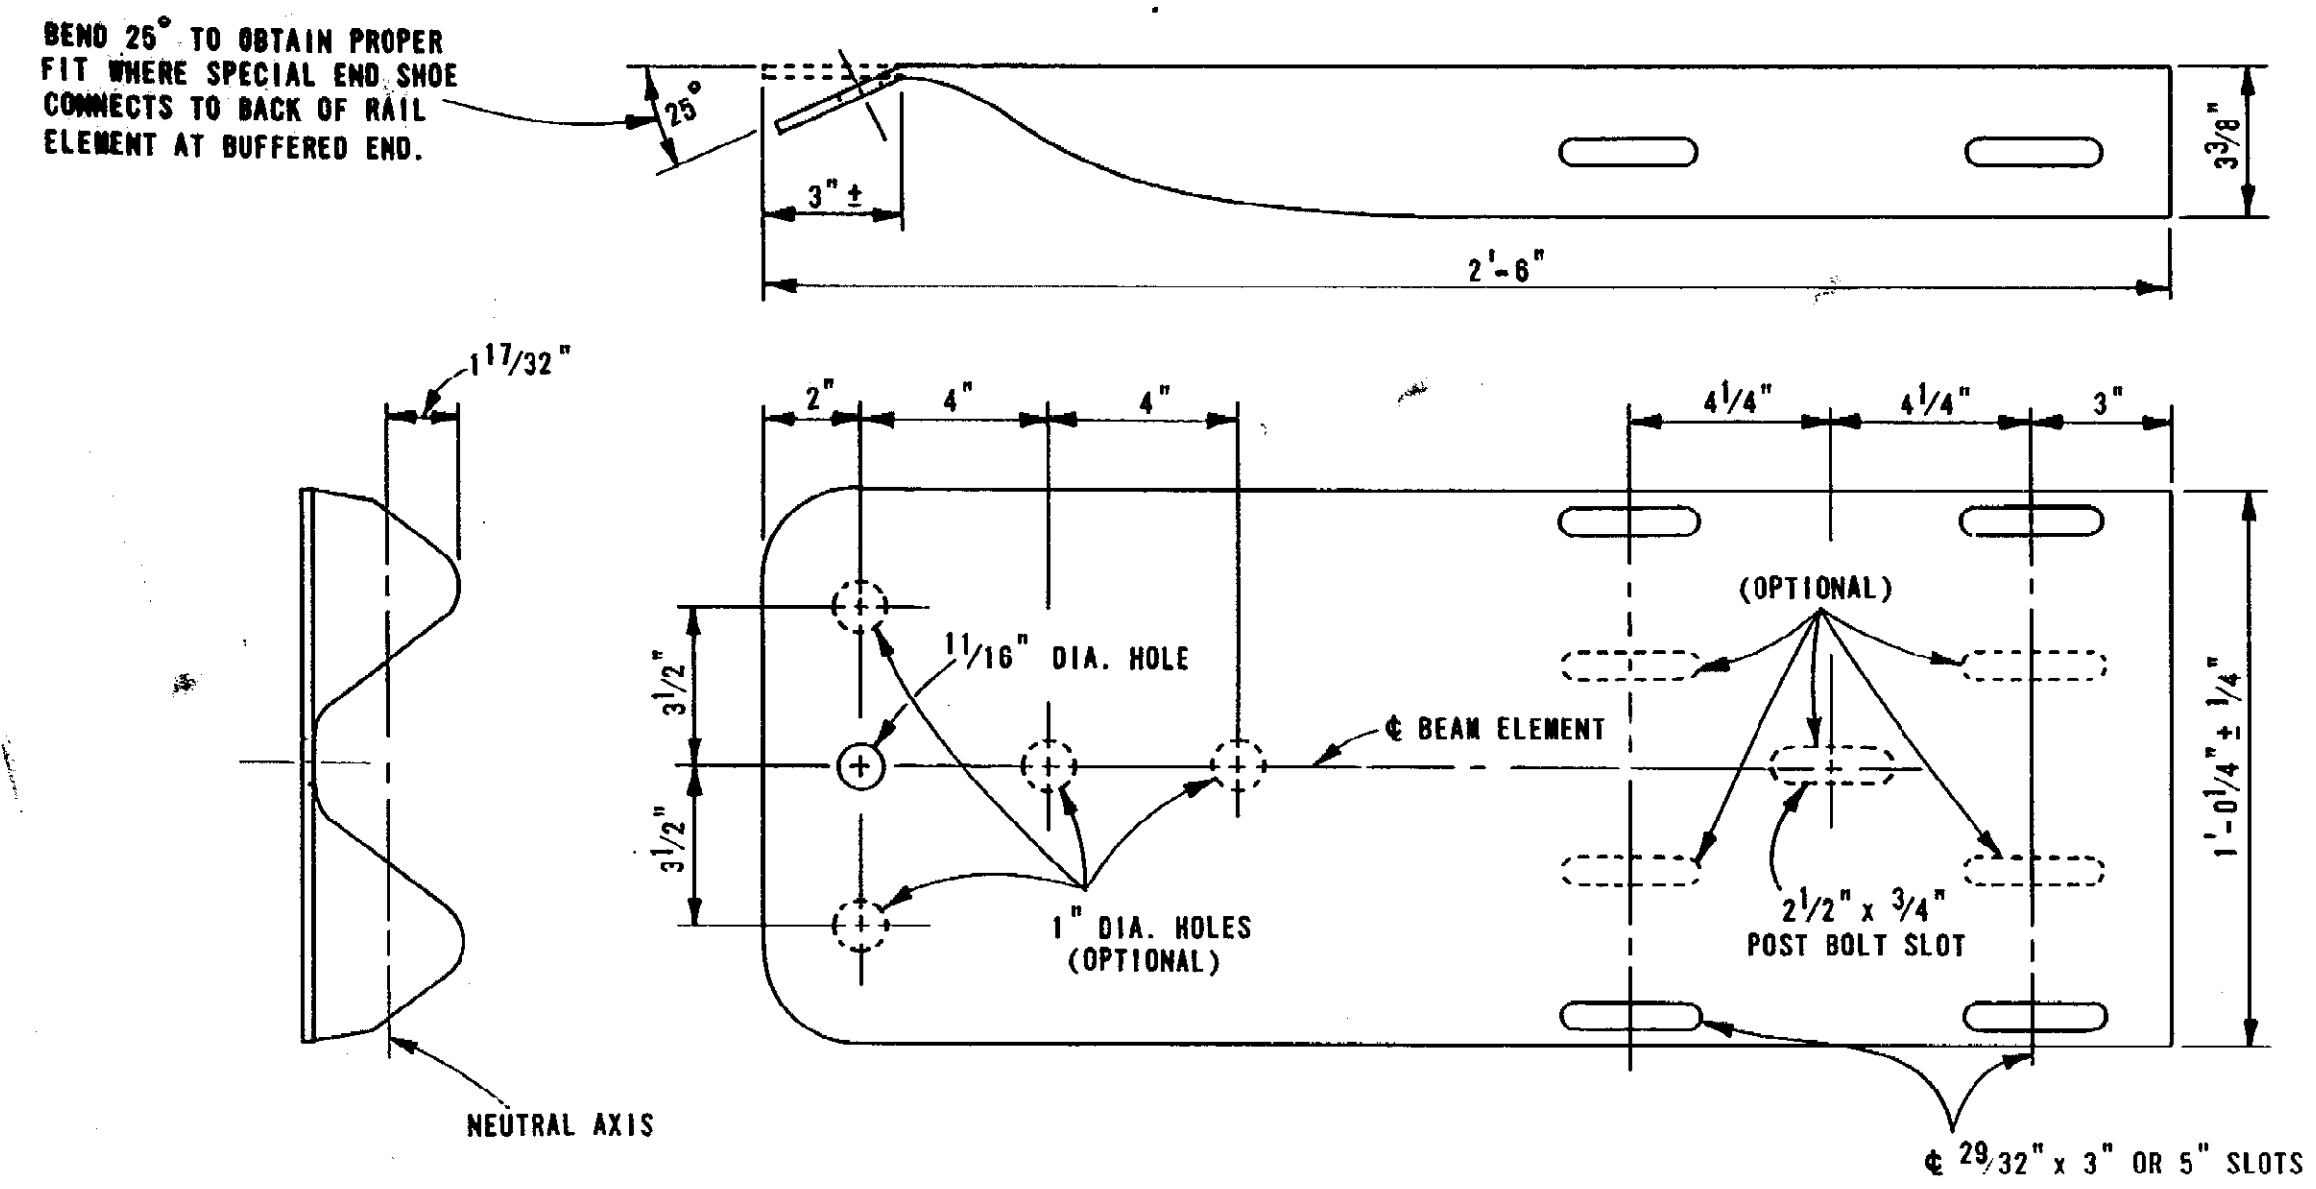 BEND 25° TO OBTAIN PROPER
FIT WHERE SPECIAL END SHOE
CONNECTS TO BACK OF RAIL
ELEMENT AT BUFFERED END.
25°
3" ±
3 3/8"
2'-6"
1 17/32"
2"
4"
4"
4 1/4"
4 1/4"
3"
(OPTIONAL)
11/16" DIA. HOLE
3 1/2"
℄ BEAM ELEMENT
1'-0 1/4" ± 1/4"
3 1/2"
2 1/2" x 3/4"
POST BOLT SLOT
1" DIA. HOLES
(OPTIONAL)
NEUTRAL AXIS
℄ 29/32" x 3" OR 5" SLOTS